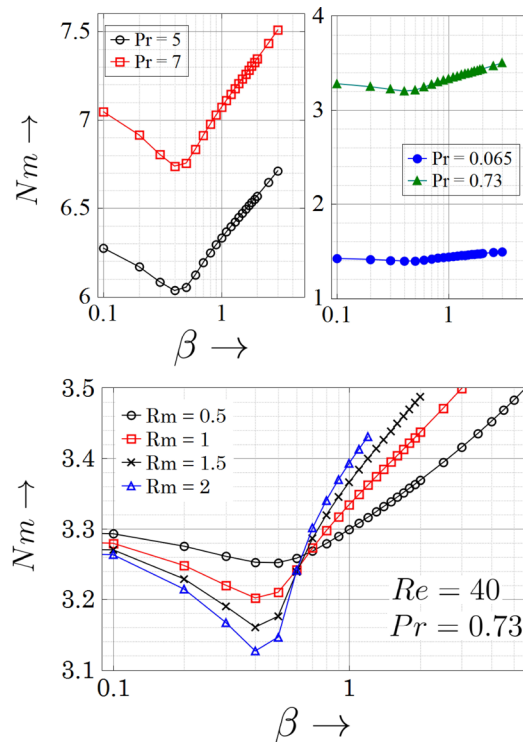 7.5
7
6.5
6
Nm →
Pr = 5
Pr = 7
0.1
1
β →
4
3
2
1
Pr = 0.065
Pr = 0.73
0.1
1
3.5
3.4
3.3
3.2
3.1
Nm →
Rm = 0.5
Rm = 1
Rm = 1.5
Rm = 2
Re = 40
Pr = 0.73
0.1
1
β →